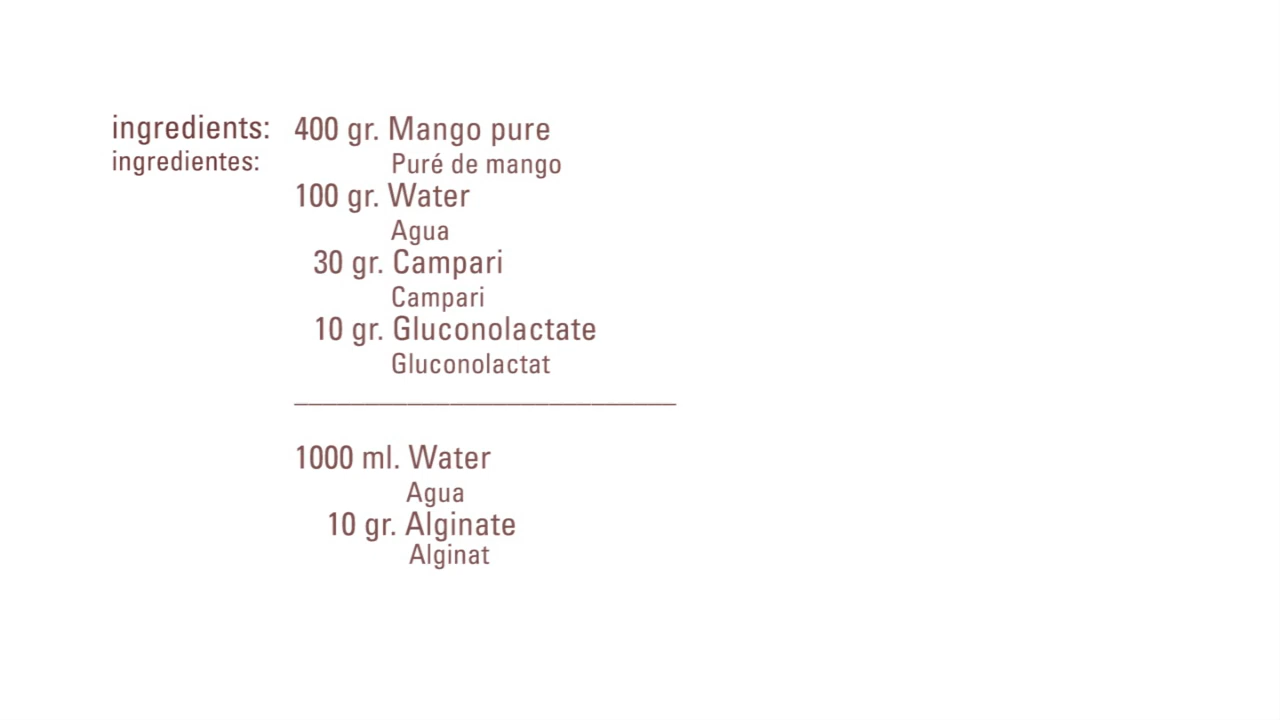 ingredients: 400 gr. Mango pure
ingredientes: Puré de mango
100 gr. Water
Agua
30 gr. Campari
Campari
10 gr. Gluconolactate
Gluconolactat
1000 ml. Water
Agua
10 gr. Alginate
Alginat